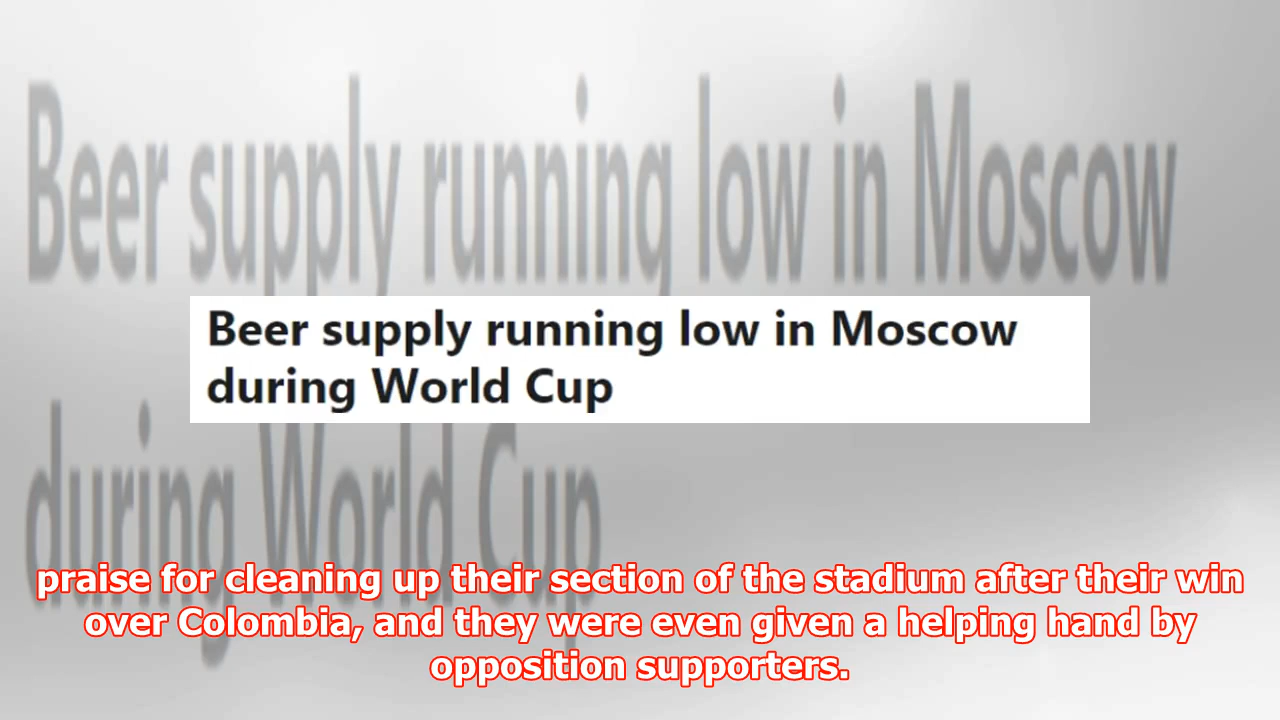 Beer supply running low in Moscow
during World Cup
Beer supply running low in Moscow
during World Cup
praise for cleaning up their section of the stadium after their win
over Colombia, and they were even given a helping hand by
opposition supporters.